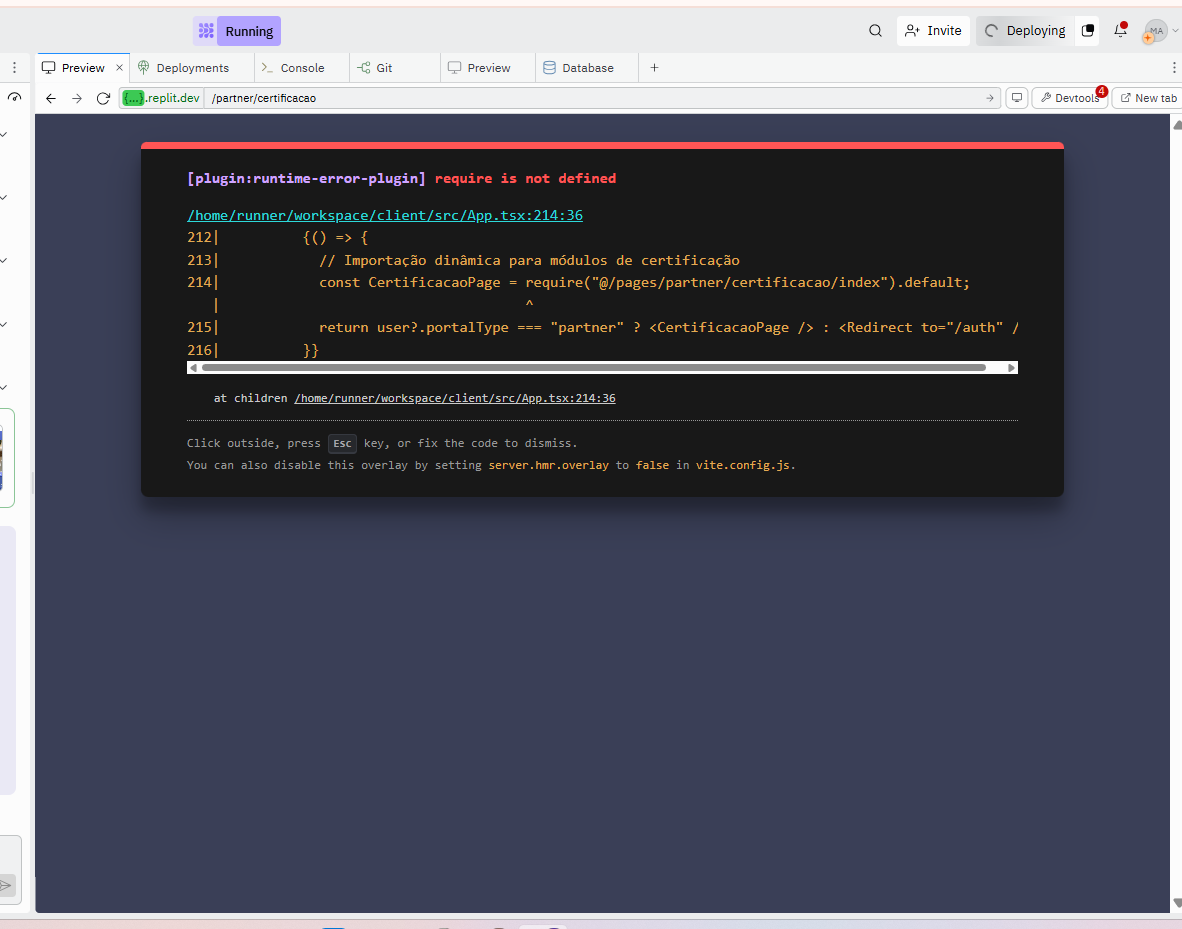 Running
Invite
Deploying
MA
Preview
Deployments
Console
Git
Preview
Database
{...}.replit.dev /partner/certificacao
Devtools 4
New tab
[plugin:runtime-error-plugin] require is not defined
/home/runner/workspace/client/src/App.tsx:214:36
212| {() => {
213| // Importação dinâmica para módulos de certificação
214| const CertificacaoPage = require("@/pages/partner/certificacao/index").default;
| ^
215| return user?.portalType === "partner" ? <CertificacaoPage /> : <Redirect to="/auth" /
216| }}
at children /home/runner/workspace/client/src/App.tsx:214:36
Click outside, press Esc key, or fix the code to dismiss.
You can also disable this overlay by setting server.hmr.overlay to false in vite.config.js.